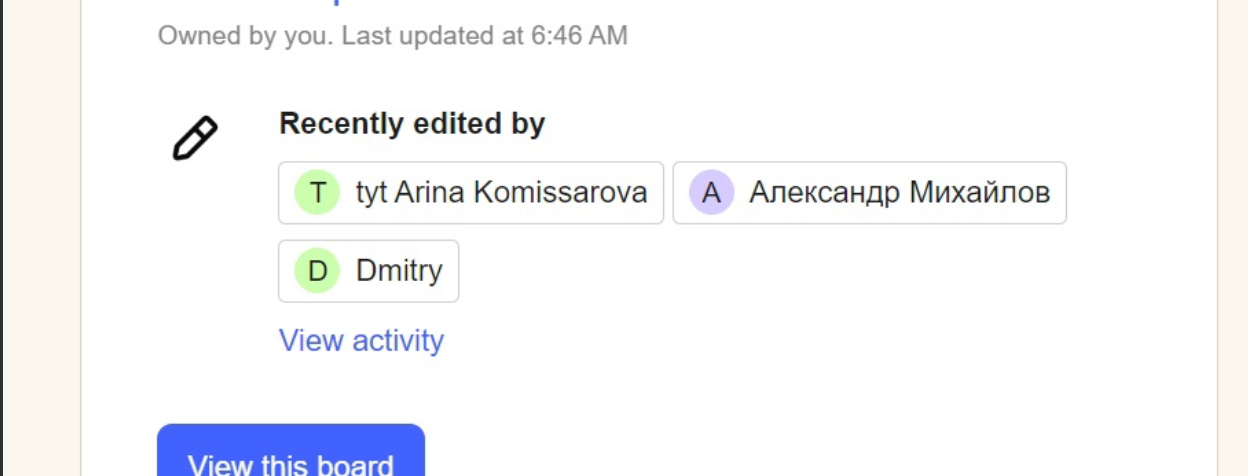 Owned by you. Last updated at 6:46 AM
Recently edited by
T tyt Arina Komissarova A Александр Михайлов
D Dmitry
View activity
View this board